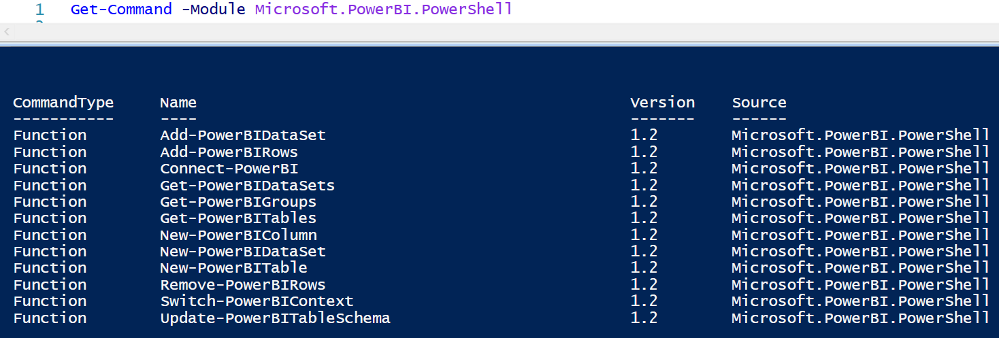 1 Get-Command -Module Microsoft.PowerBI.PowerShell
CommandType Name Version Source
----------- ---- ------- ------
Function Add-PowerBIDataSet 1.2 Microsoft.PowerBI.PowerShell
Function Add-PowerBIRows 1.2 Microsoft.PowerBI.PowerShell
Function Connect-PowerBI 1.2 Microsoft.PowerBI.PowerShell
Function Get-PowerBIDataSets 1.2 Microsoft.PowerBI.PowerShell
Function Get-PowerBIGroups 1.2 Microsoft.PowerBI.PowerShell
Function Get-PowerBITables 1.2 Microsoft.PowerBI.PowerShell
Function New-PowerBIColumn 1.2 Microsoft.PowerBI.PowerShell
Function New-PowerBIDataSet 1.2 Microsoft.PowerBI.PowerShell
Function New-PowerBITable 1.2 Microsoft.PowerBI.PowerShell
Function Remove-PowerBIRows 1.2 Microsoft.PowerBI.PowerShell
Function Switch-PowerBIContext 1.2 Microsoft.PowerBI.PowerShell
Function Update-PowerBITableSchema 1.2 Microsoft.PowerBI.PowerShell